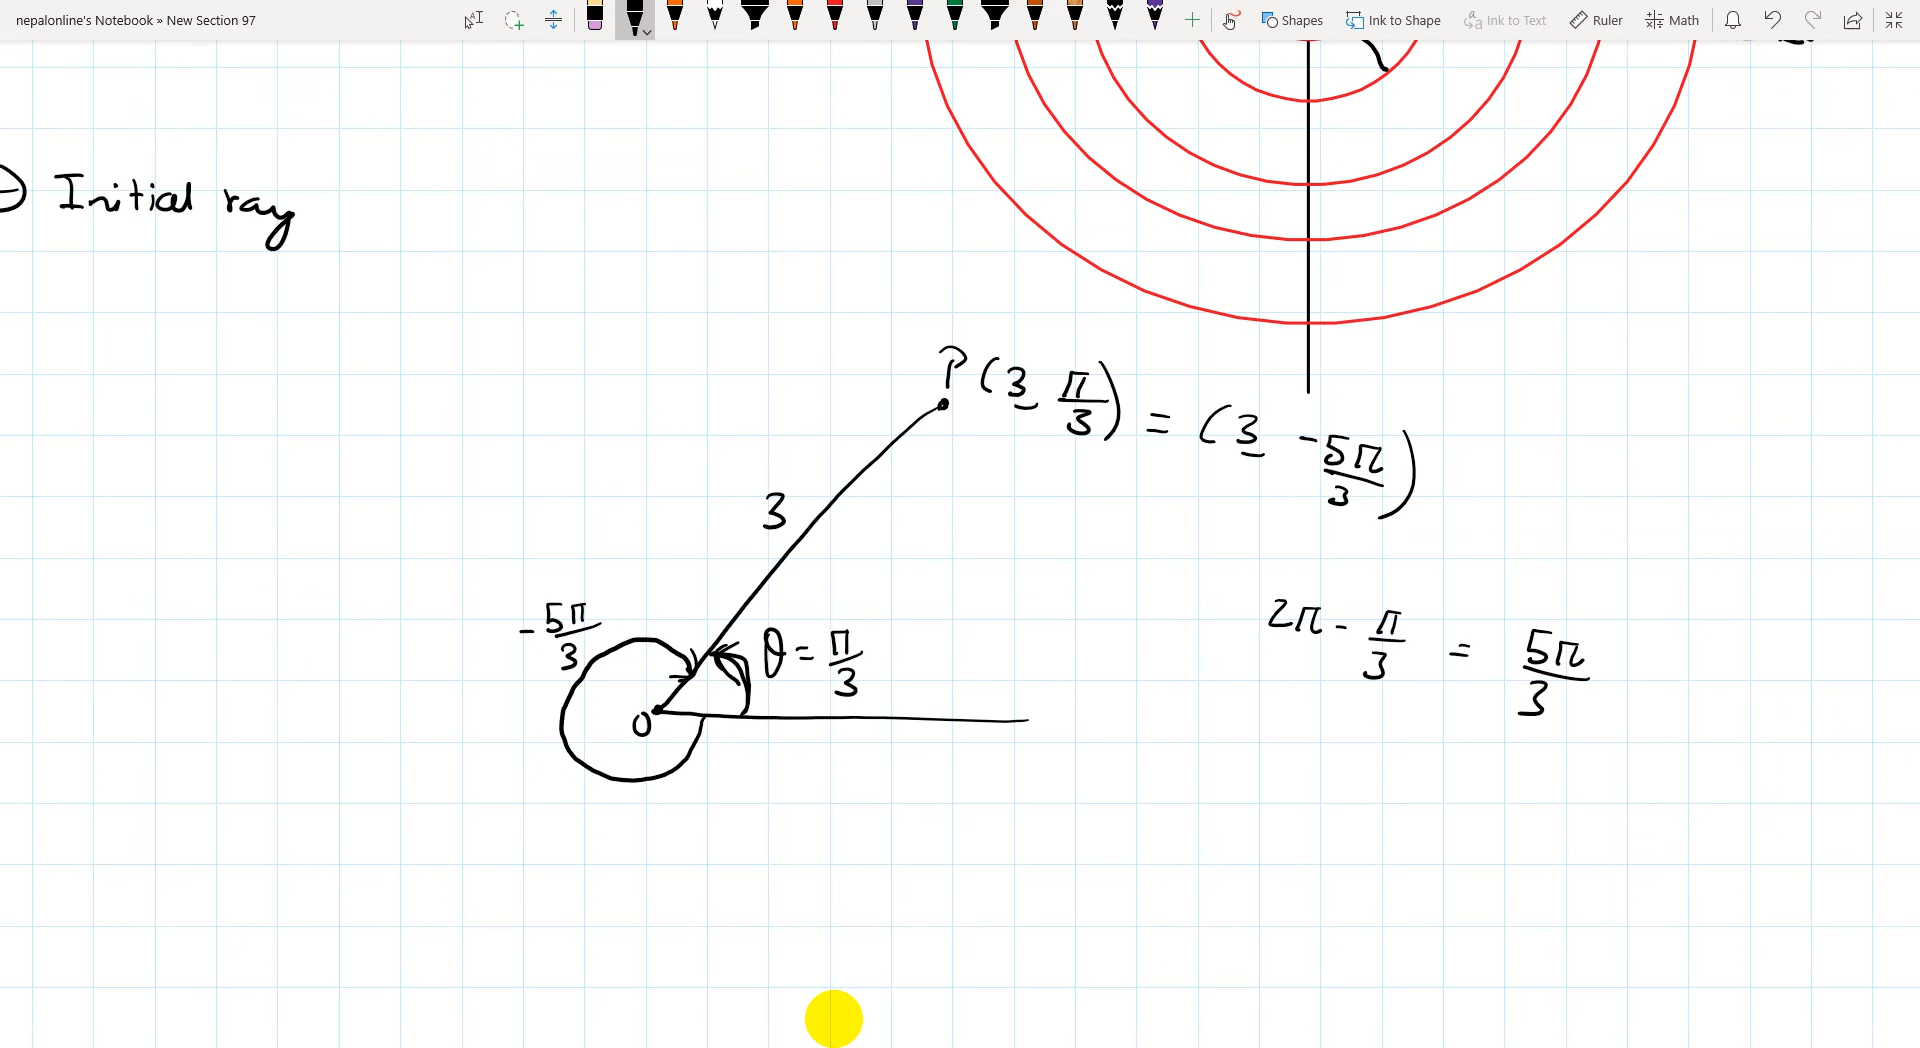 nepalonline's Notebook » New Section 97
Shapes
Ink to Shape
Ink to Text
Ruler
Math
Initial ray
P (3 π/3) = (3 -5π/3)
3
-5π/3
θ = π/3
2π - π/3 = 5π/3
O